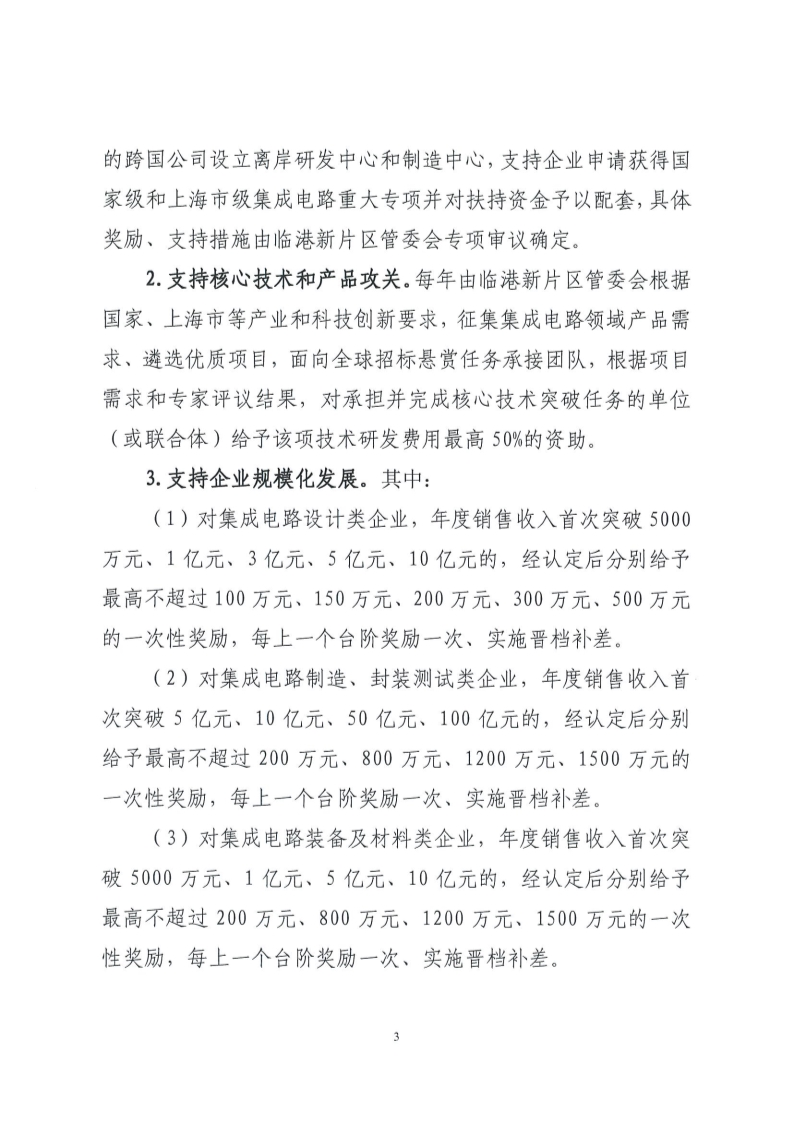 的跨国公司设立离岸研发中心和制造中心，支持企业申请获得国
家级和上海市级集成电路重大专项并对扶持资金予以配套，具体
奖励、支持措施由临港新片区管委会专项审议确定。
2.支持核心技术和产品攻关。每年由临港新片区管委会根据
国家、上海市等产业和科技创新要求，征集集成电路领域产品需
求、遴选优质项目，面向全球招标悬赏任务承接团队，根据项目
需求和专家评议结果，对承担并完成核心技术突破任务的单位
（或联合体）给予该项技术研发费用最高 50%的资助。
3.支持企业规模化发展。其中：
（1）对集成电路设计类企业，年度销售收入首次突破 5000
万元、1 亿元、3 亿元、5 亿元、10 亿元的，经认定后分别给予
最高不超过 100 万元、150 万元、200 万元、300 万元、500 万元
的一次性奖励，每上一个台阶奖励一次、实施晋档补差。
（2）对集成电路制造、封装测试类企业，年度销售收入首
次突破 5 亿元、10 亿元、50 亿元、100 亿元的，经认定后分别
给予最高不超过 200 万元、800 万元、1200 万元、1500 万元的
一次性奖励，每上一个台阶奖励一次、实施晋档补差。
（3）对集成电路装备及材料类企业，年度销售收入首次突
破 5000 万元、1 亿元、5 亿元、10 亿元的，经认定后分别给予
最高不超过 200 万元、800 万元、1200 万元、1500 万元的一次
性奖励，每上一个台阶奖励一次、实施晋档补差。
3